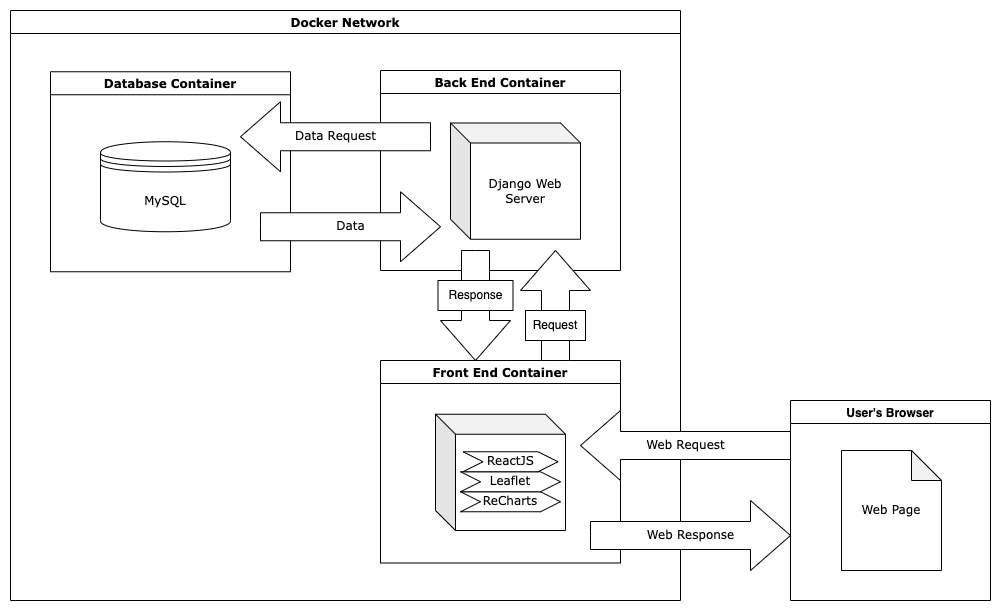 Docker Network
Database Container
Back End Container
Data Request
MySQL
Django Web
Server
Data
Response
Request
Front End Container
User's Browser
ReactJS
Leaflet
ReCharts
Web Request
Web Page
Web Response